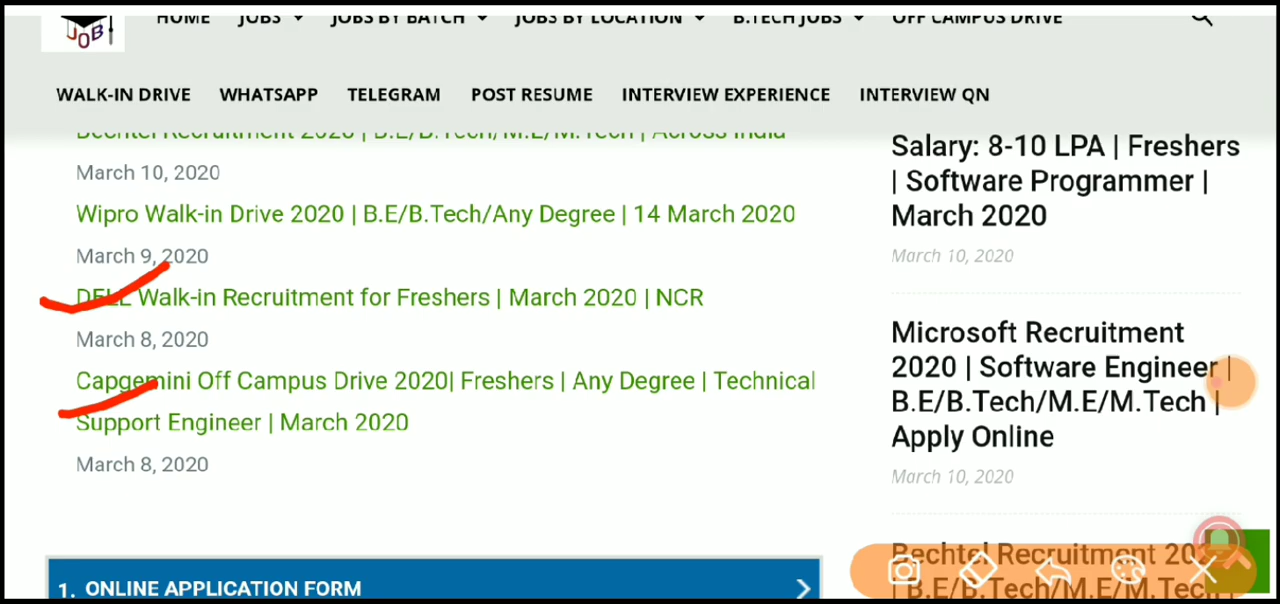 HOME JOBS JOBS BY BATCH JOBS BY LOCATION B.TECH JOBS OFF CAMPUS DRIVE
JOB
WALK-IN DRIVE WHATSAPP TELEGRAM POST RESUME INTERVIEW EXPERIENCE INTERVIEW QN
Bechtel Recruitment 2020 | B.E/B.Tech/M.E/M.Tech | Across India
March 10, 2020
Wipro Walk-in Drive 2020 | B.E/B.Tech/Any Degree | 14 March 2020
March 9, 2020
DELL Walk-in Recruitment for Freshers | March 2020 | NCR
March 8, 2020
Capgemini Off Campus Drive 2020| Freshers | Any Degree | Technical
Support Engineer | March 2020
March 8, 2020
1. ONLINE APPLICATION FORM
Salary: 8-10 LPA | Freshers
| Software Programmer |
March 2020
March 10, 2020
Microsoft Recruitment
2020 | Software Engineer |
B.E/B.Tech/M.E/M.Tech |
Apply Online
March 10, 2020
Bechtel Recruitment 2020
| B.E/B.Tech/M.E/M.Tech |